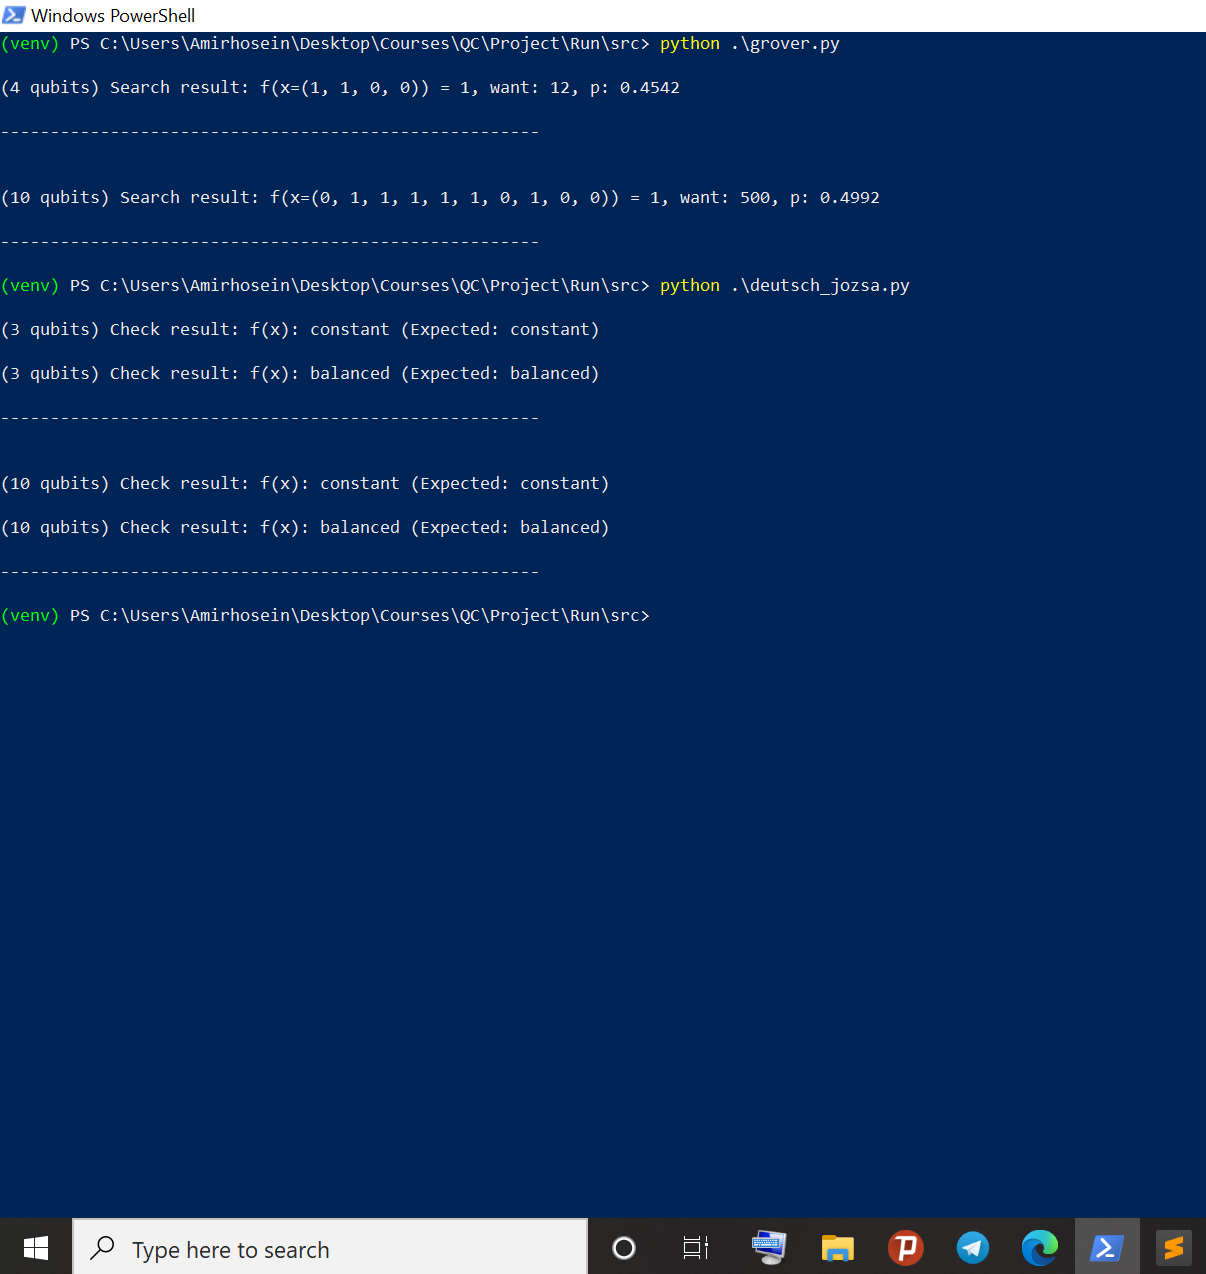 Windows PowerShell
(venv) PS C:\Users\Amirhosein\Desktop\Courses\QC\Project\Run\src> python .\grover.py
(4 qubits) Search result: f(x=(1, 1, 0, 0)) = 1, want: 12, p: 0.4542
------------------------------------------------------
(10 qubits) Search result: f(x=(0, 1, 1, 1, 1, 1, 0, 1, 0, 0)) = 1, want: 500, p: 0.4992
------------------------------------------------------
(venv) PS C:\Users\Amirhosein\Desktop\Courses\QC\Project\Run\src> python .\deutsch_jozsa.py
(3 qubits) Check result: f(x): constant (Expected: constant)
(3 qubits) Check result: f(x): balanced (Expected: balanced)
------------------------------------------------------
(10 qubits) Check result: f(x): constant (Expected: constant)
(10 qubits) Check result: f(x): balanced (Expected: balanced)
------------------------------------------------------
(venv) PS C:\Users\Amirhosein\Desktop\Courses\QC\Project\Run\src>
Type here to search